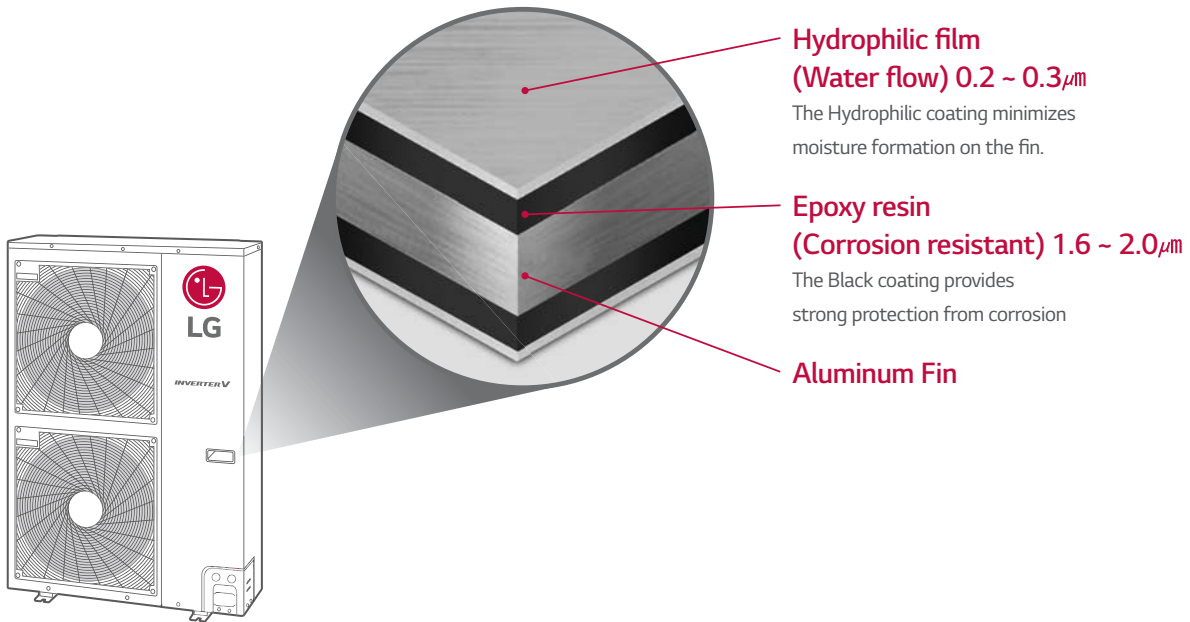 Hydrophilic film
(Water flow) 0.2 ~ 0.3㎛
The Hydrophilic coating minimizes
moisture formation on the fin.
Epoxy resin
(Corrosion resistant) 1.6 ~ 2.0㎛
The Black coating provides
strong protection from corrosion
Aluminum Fin
LG
INVERTER V